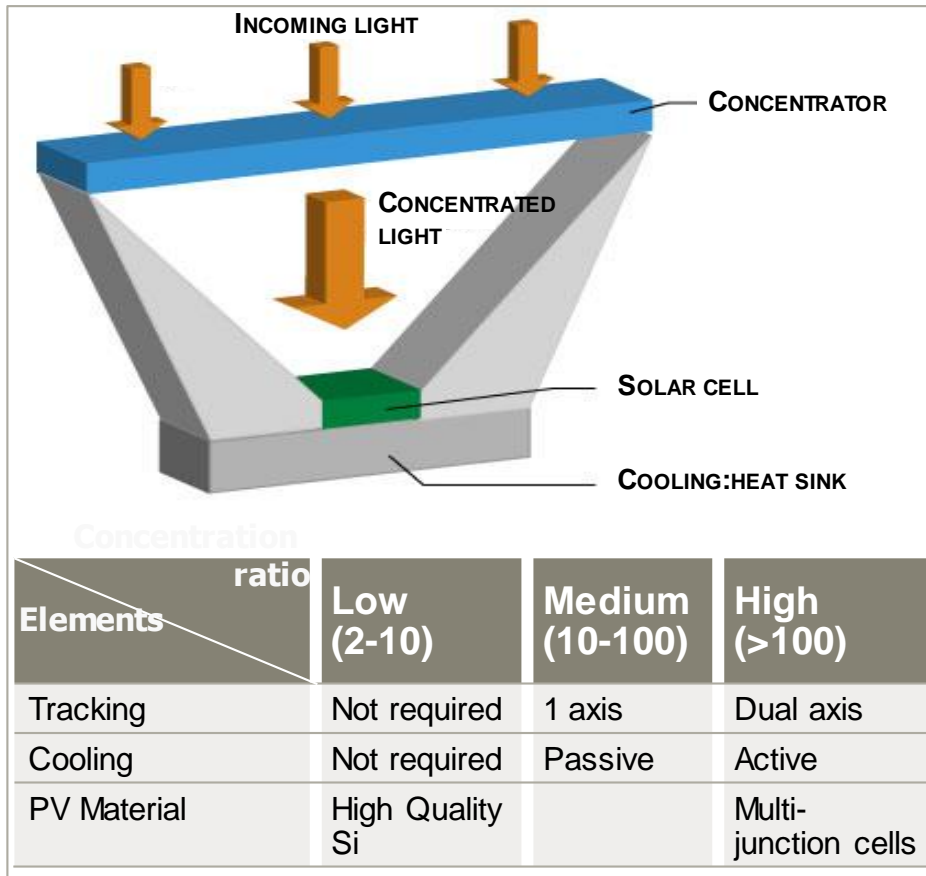 INCOMING LIGHT
CONCENTRATOR
CONCENTRATED
LIGHT
SOLAR CELL
COOLING:HEAT SINK
Concentration
ratio
Elements
Low
(2-10)
Medium
(10-100)
High
(>100)
Tracking
Not required
1 axis
Dual axis
Cooling
Not required
Passive
Active
PV Material
High Quality
Si
Multi-
junction cells